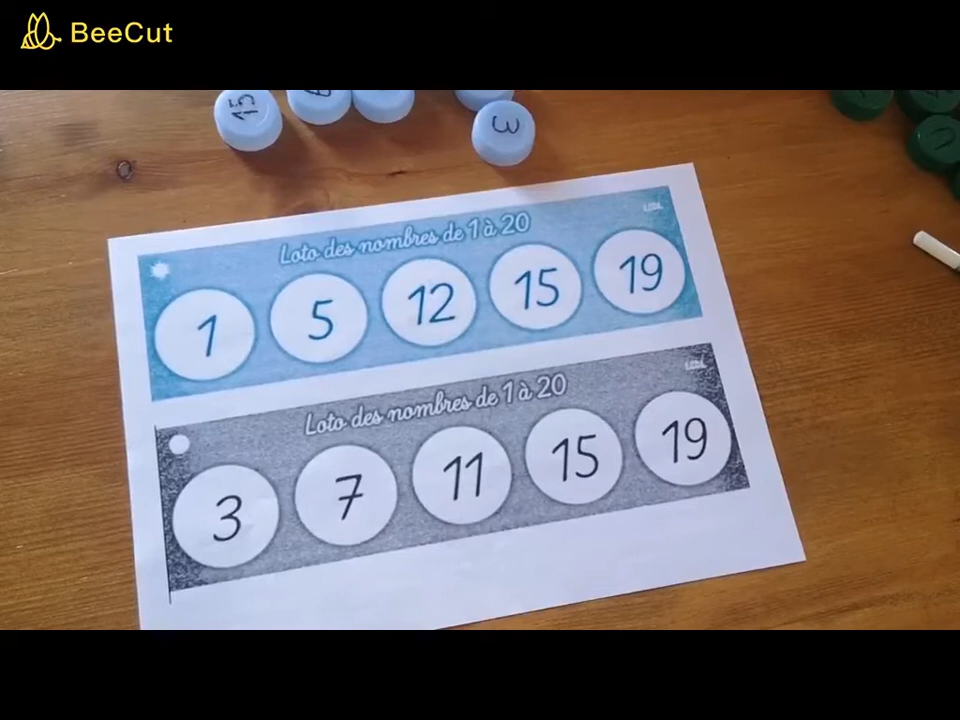 BeeCut
15
3
Loto des nombres de 1 à 20
1 5 12 15 19
Loto des nombres de 1 à 20
3 7 11 15 19